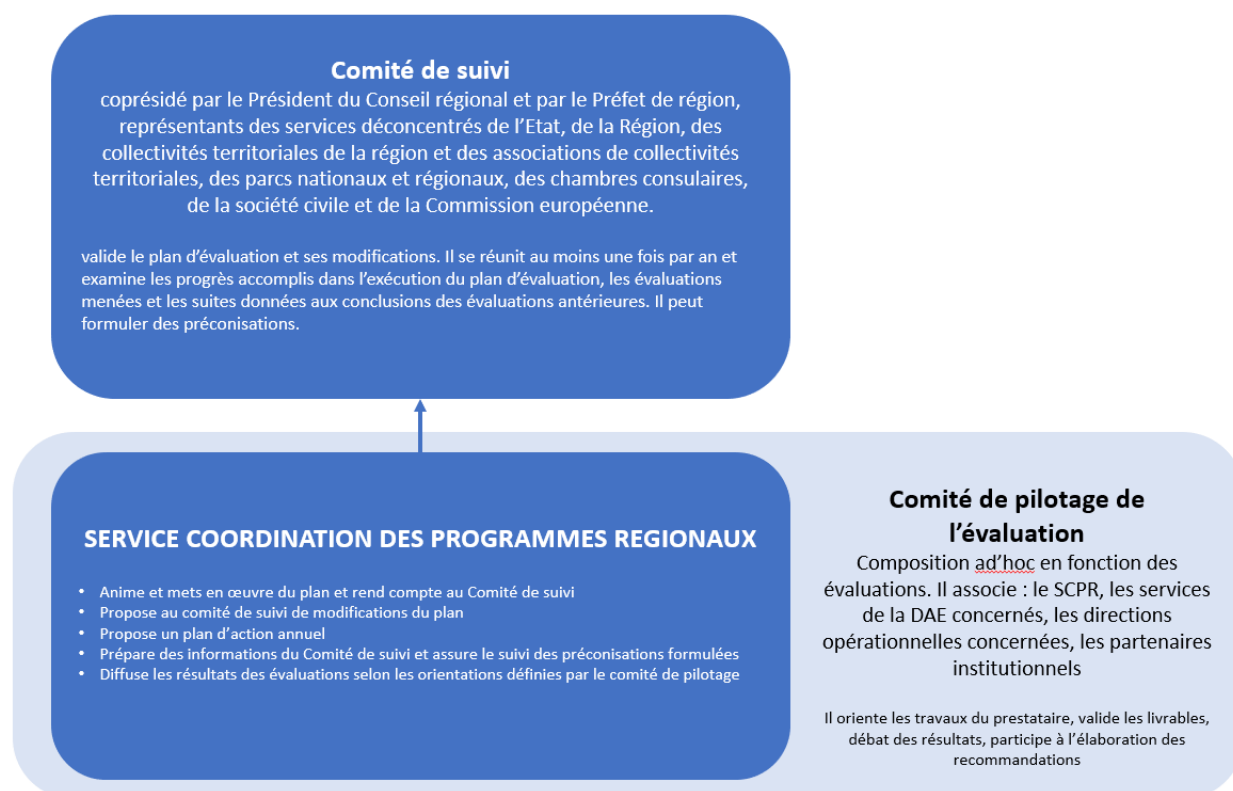 Comité de suivi
coprésidé par le Président du Conseil régional et par le Préfet de région,
représentants des services déconcentrés de l’Etat, de la Région, des
collectivités territoriales de la région et des associations de collectivités
territoriales, des parcs nationaux et régionaux, des chambres consulaires,
de la société civile et de la Commission européenne.
valide le plan d’évaluation et ses modifications. Il se réunit au moins une fois par an et
examine les progrès accomplis dans l’exécution du plan d’évaluation, les évaluations
menées et les suites données aux conclusions des évaluations antérieures. Il peut
formuler des préconisations.
SERVICE COORDINATION DES PROGRAMMES REGIONAUX
• Anime et mets en œuvre du plan et rend compte au Comité de suivi
• Propose au comité de suivi de modifications du plan
• Propose un plan d’action annuel
• Prépare des informations du Comité de suivi et assure le suivi des préconisations formulées
• Diffuse les résultats des évaluations selon les orientations définies par le comité de pilotage
Comité de pilotage de
l’évaluation
Composition ad’hoc en fonction des
évaluations. Il associe : le SCPR, les services
de la DAE concernés, les directions
opérationnelles concernées, les partenaires
institutionnels
Il oriente les travaux du prestataire, valide les livrables,
débat des résultats, participe à l’élaboration des
recommandations